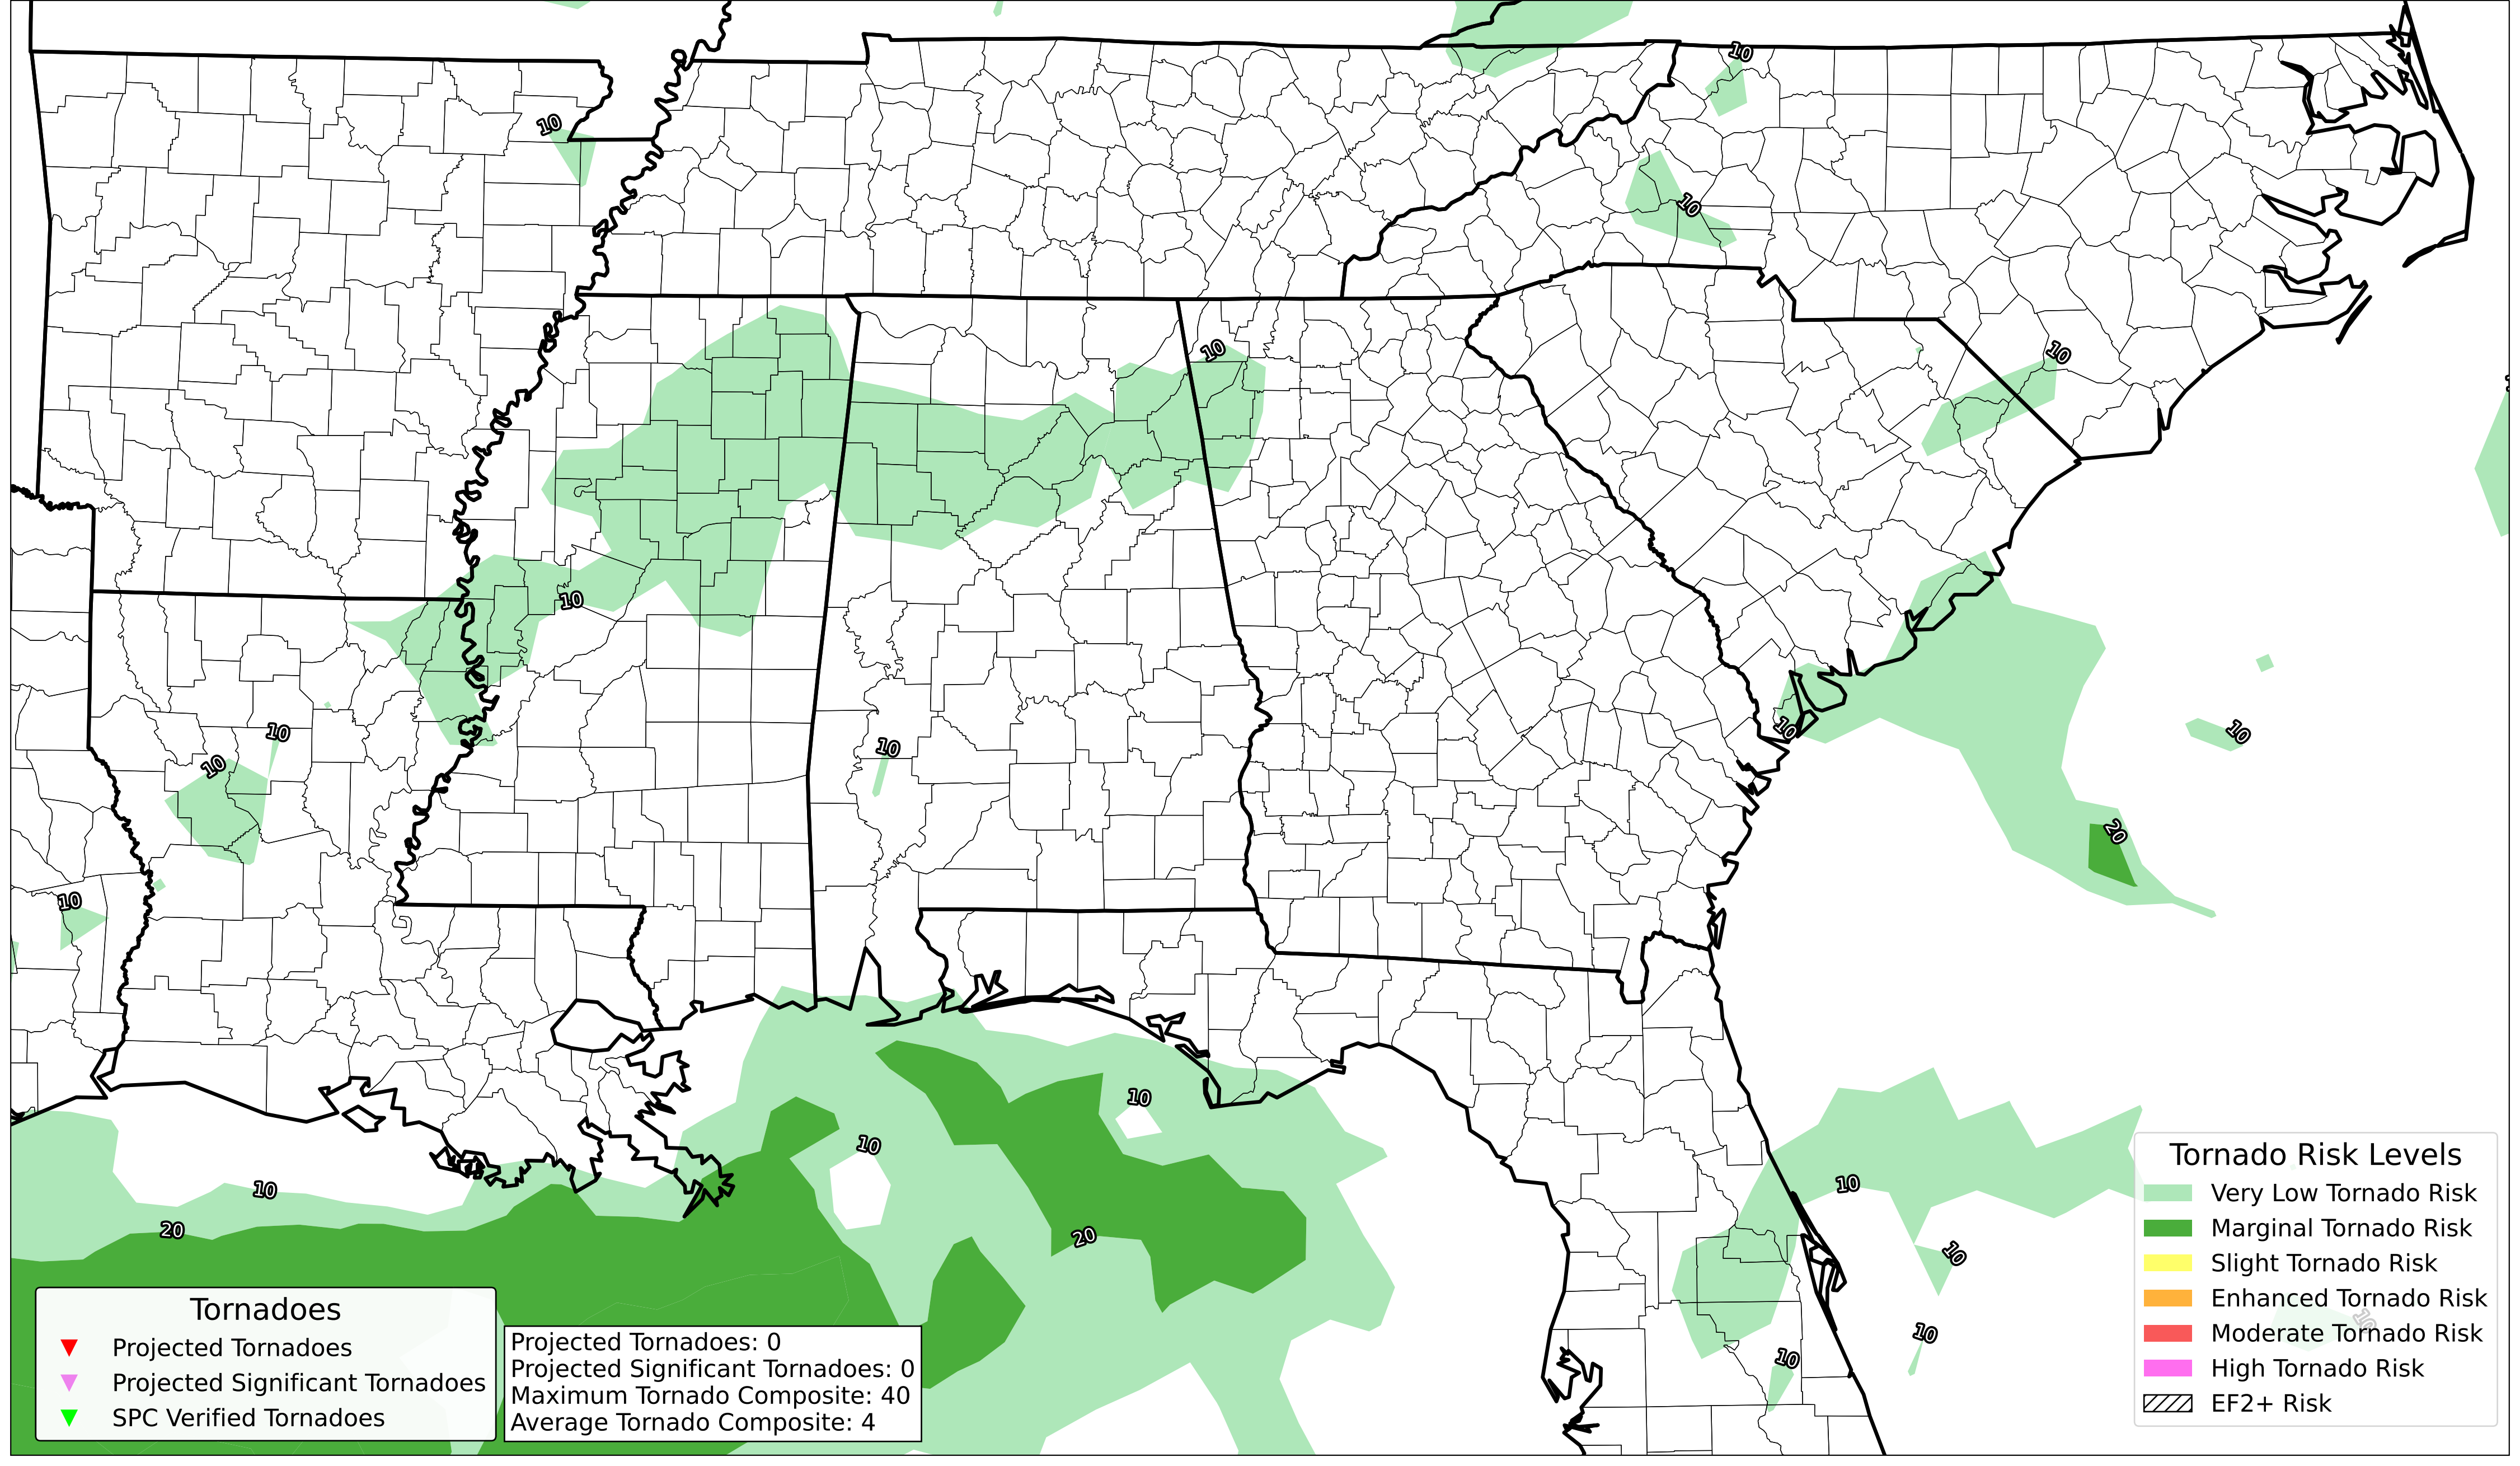 10
10
10
10
10
10
10
10
10
10
10
20
10
10
10
10
20
10
20
10
10
10
10
10
Tornadoes
Projected Tornadoes
Projected Significant Tornadoes
SPC Verified Tornadoes
Projected Tornadoes: 0
Projected Significant Tornadoes: 0
Maximum Tornado Composite: 40
Average Tornado Composite: 4
Tornado Risk Levels
Very Low Tornado Risk
Marginal Tornado Risk
Slight Tornado Risk
Enhanced Tornado Risk
Moderate Tornado Risk
High Tornado Risk
EF2+ Risk